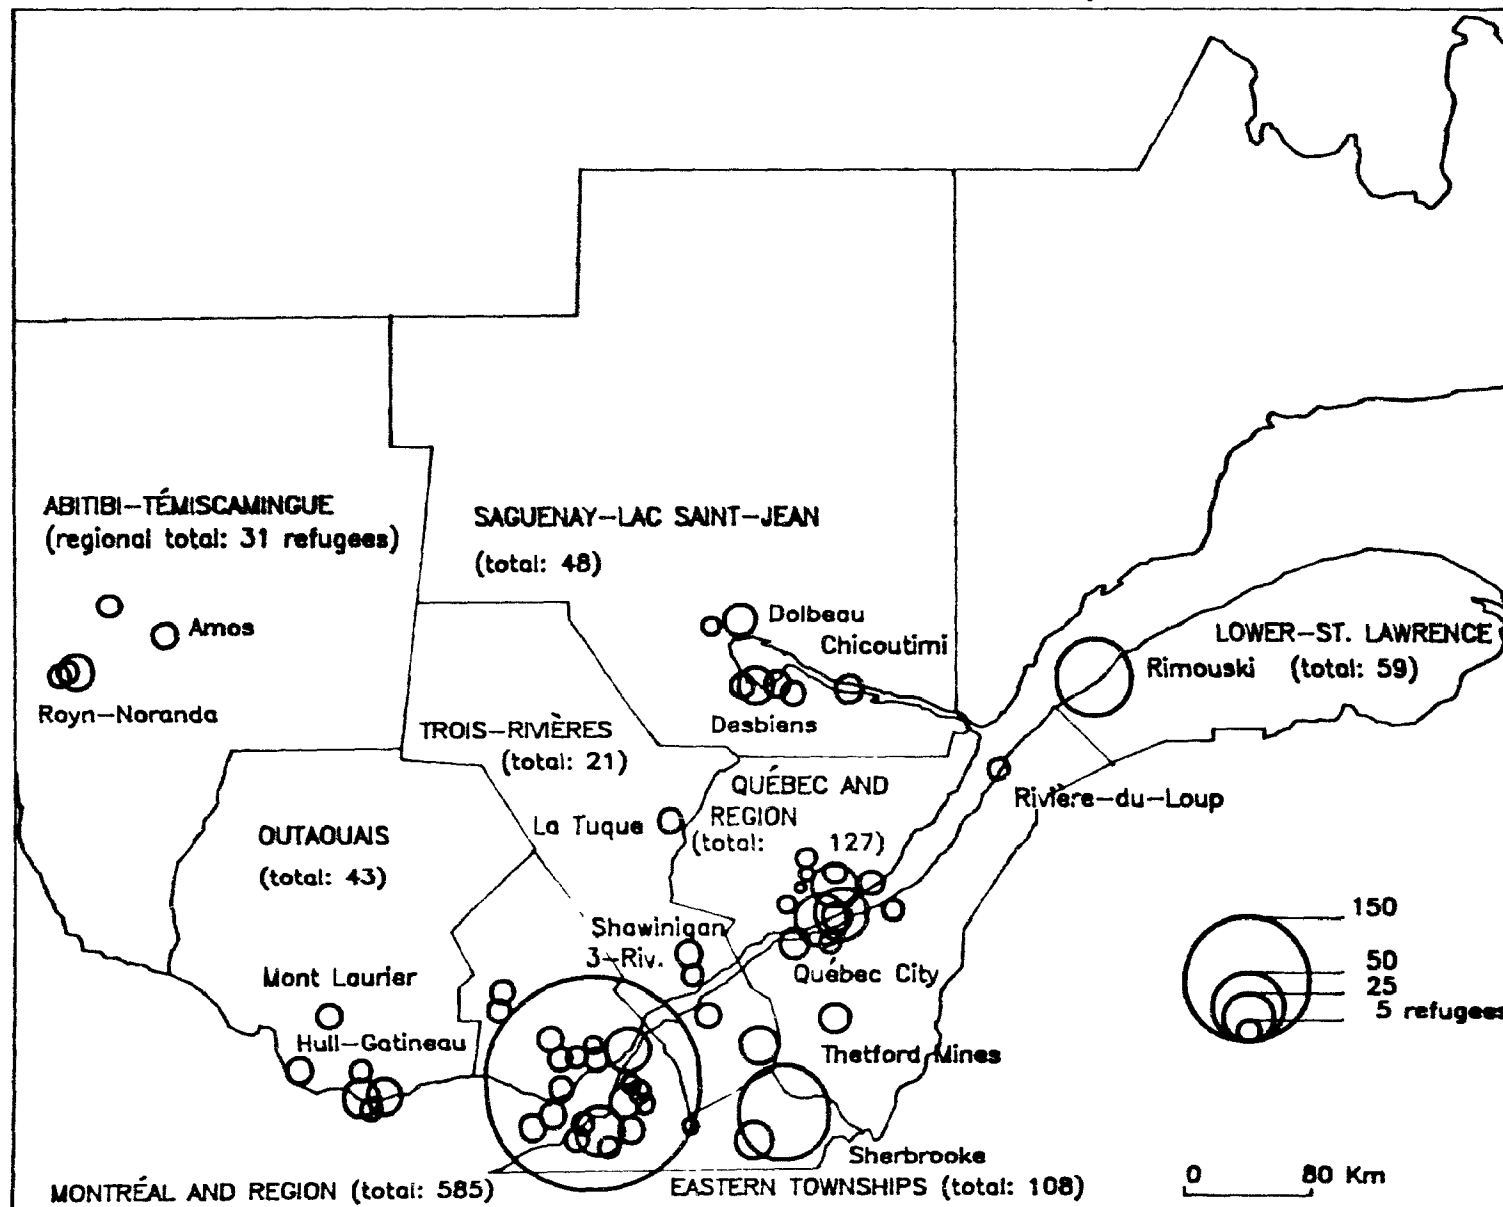 ABITIBI–TÉMISCAMINGUE
(regional total: 31 refugees)
SAGUENAY–LAC SAINT–JEAN
(total: 48)
Amos
Royn–Noranda
Dolbeau
Chicoutimi
Desbiens
LOWER–ST. LAWRENCE
Rimouski (total: 59)
TROIS–RIVIÈRES
(total: 21)
QUÉBEC AND
REGION
(total: 127)
Rivière–du–Loup
La Tuque
OUTAOUAIS
(total: 43)
Shawinigan
3–Riv.
Québec City
Mont Laurier
Hull–Gatineau
Thetford Mines
150
50
25
5 refugees
Sherbrooke
MONTRÉAL AND REGION (total: 585)
EASTERN TOWNSHIPS (total: 108)
0 80 Km